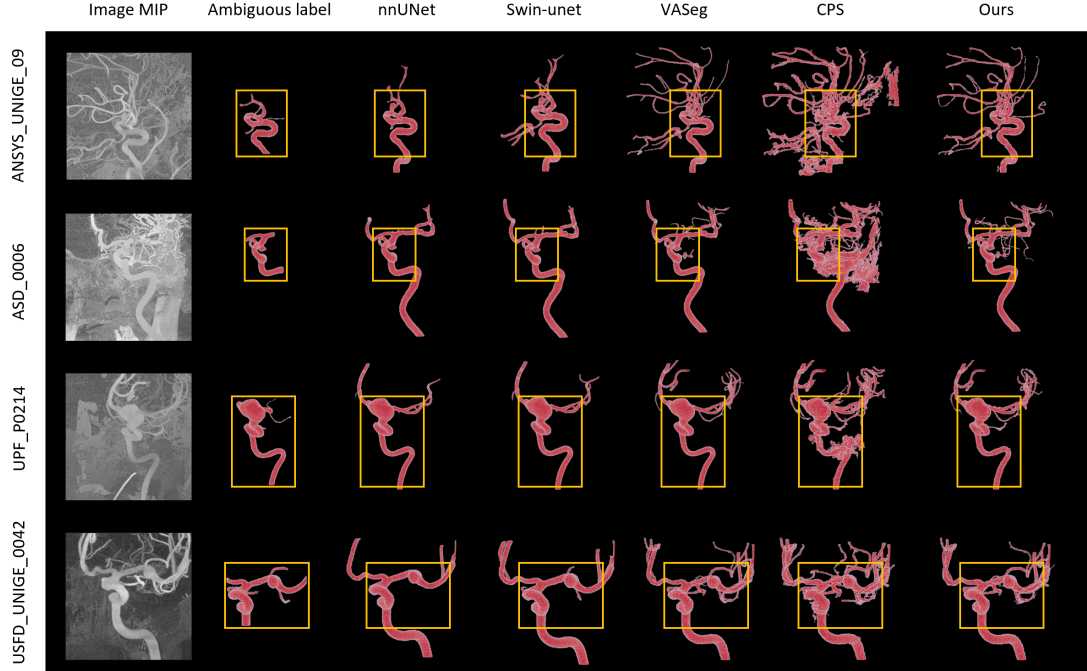 Image MIP Ambiguous label nnUNet Swin-unet VASeg CPS Ours
ANSYS_UNIGE_09
ASD_0006
UPF_P0214
USFD_UNIGE_0042